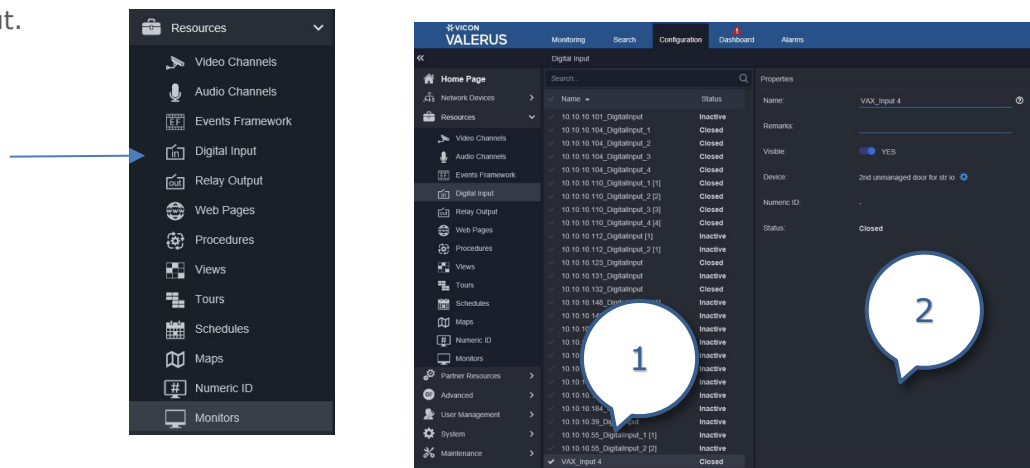 ut.
Resources
Video Channels
Audio Channels
EF
Events Framework
in
Digital Input
out
Relay Output
www
Web Pages
Procedures
Views
Tours
Schedules
Maps
#
Numeric ID
Monitors
VICON
VALERUS
Monitoring Search Configuration Dashboard Alarms
!
«
Digital Input
Home Page
Network Devices
Resources
Video Channels
Audio Channels
EF
Events Framework
in
Digital Input
out
Relay Output
Web Pages
Procedures
Views
Tours
Schedules
Maps
#
Numeric ID
Monitors
Partner Resources
Advanced
User Management
System
Maintenance
Search...
Name Status
10.10.10.101_DigitalInput Inactive
10.10.10.104_DigitalInput_1 Closed
10.10.10.104_DigitalInput_2 Closed
10.10.10.104_DigitalInput_3 Closed
10.10.10.104_DigitalInput_4 Closed
10.10.10.110_DigitalInput_1 [1] Closed
10.10.10.110_DigitalInput_2 [2] Closed
10.10.10.110_DigitalInput_3 [3] Closed
10.10.10.110_DigitalInput_4 [4] Closed
10.10.10.112_DigitalInput [1] Inactive
10.10.10.112_DigitalInput_2 [1] Inactive
10.10.10.123_DigitalInput Closed
10.10.10.131_DigitalInput Inactive
10.10.10.132_DigitalInput Closed
Inactive
Inactive
Inactive
Inactive
Inactive
Inactive
Inactive
Inactive
Inactive
Inactive
10.10.10.55_DigitalInput_1 [1] Inactive
10.10.10.55_DigitalInput_2 [2] Inactive
VAX_Input 4 Closed
1
Properties
Name: VAX_Input 4
Remarks:
Visible: YES
Device: 2nd unmanaged door for str io
Numeric ID: -
Status: Closed
2